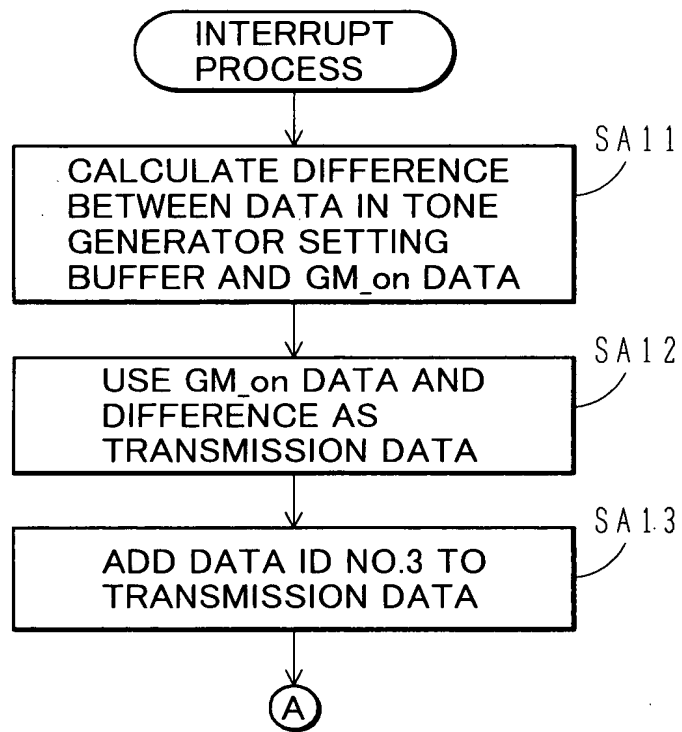 INTERRUPT
PROCESS
SA11
CALCULATE DIFFERENCE
BETWEEN DATA IN TONE
GENERATOR SETTING
BUFFER AND GM_on DATA
SA12
USE GM_on DATA AND
DIFFERENCE AS
TRANSMISSION DATA
SA13
ADD DATA ID NO.3 TO
TRANSMISSION DATA
A